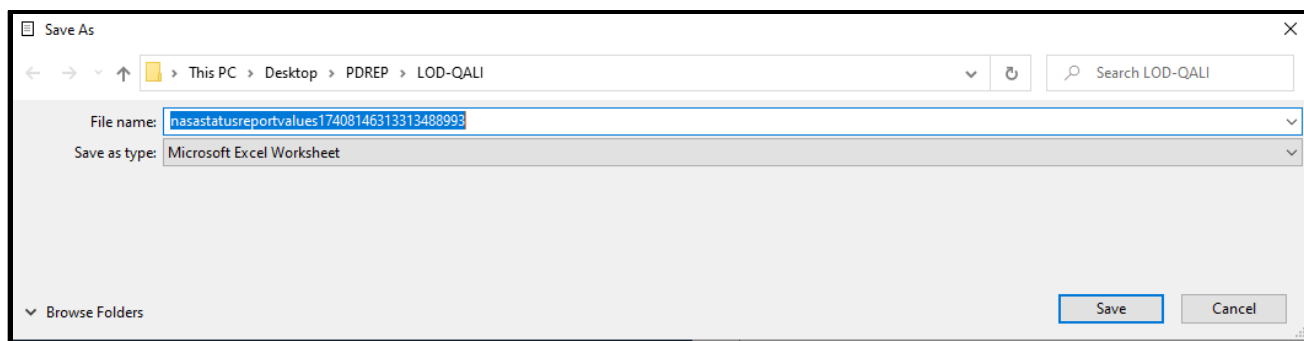 Save As
This PC > Desktop > PDREP > LOD-QALI
Search LOD-QALI
File name: nasastatusreportvalues17408146313313488993
Save as type: Microsoft Excel Worksheet
Browse Folders
Save
Cancel